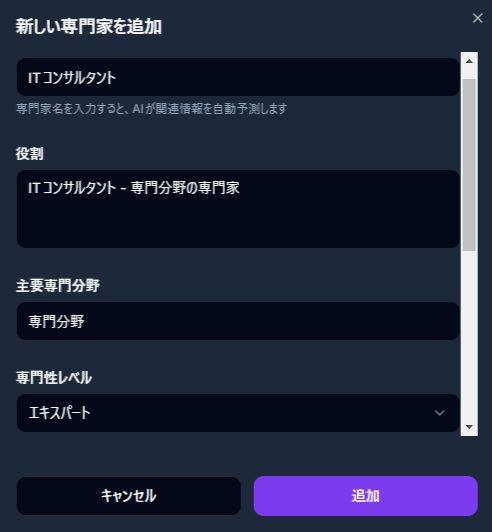 新しい専門家を追加
ITコンサルタント
専門家名を入力すると、AIが関連情報を自動予測します
役割
ITコンサルタント - 専門分野の専門家
主要専門分野
専門分野
専門性レベル
エキスパート
キャンセル
追加